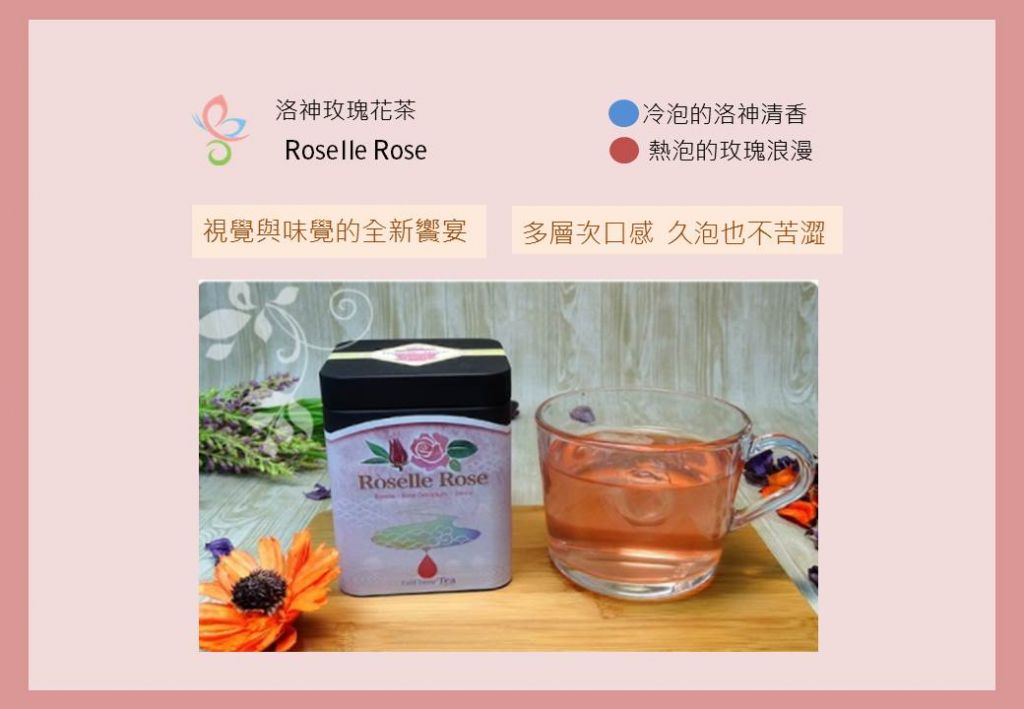 洛神玫瑰花茶
Roselle Rose
冷泡的洛神清香
熱泡的玫瑰浪漫
視覺與味覺的全新饗宴
多層次口感 久泡也不苦澀
Roselle Rose
Tea